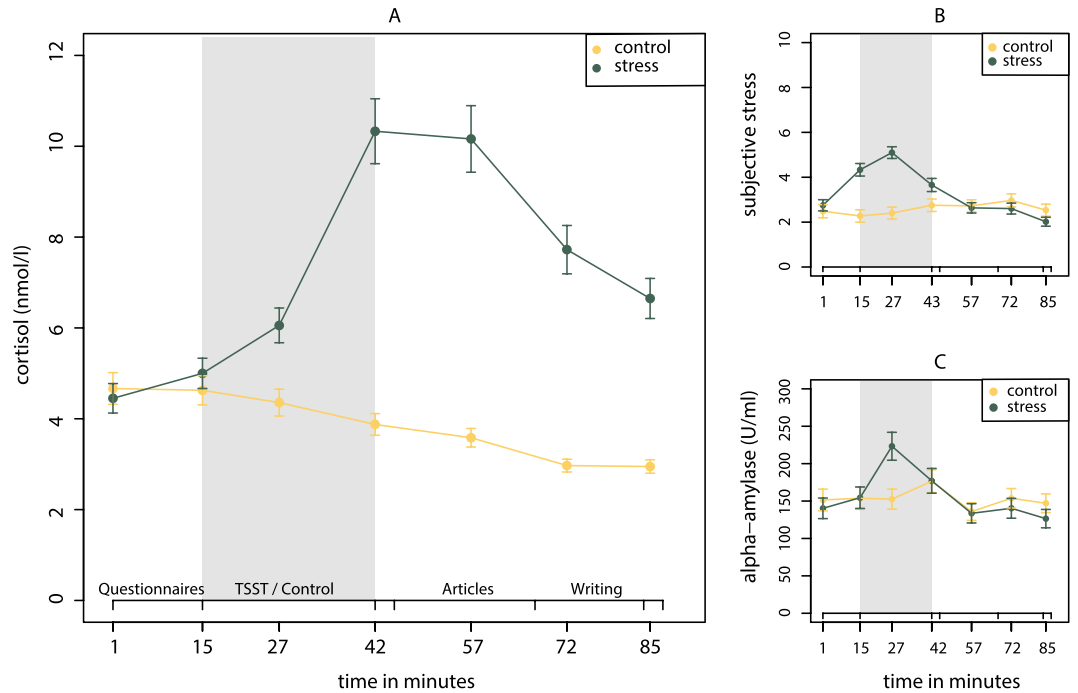 A
control
stress
cortisol (nmol/l)
12
10
8
6
4
2
0
Questionnaires TSST / Control Articles Writing
1 15 27 42 57 72 85
time in minutes
B
control
stress
subjective stress
10
8
6
4
2
0
1 15 27 43 57 72 85
C
control
stress
alpha−amylase (U/ml)
300
250
200
150
100
50
0
1 15 27 42 57 72 85
time in minutes